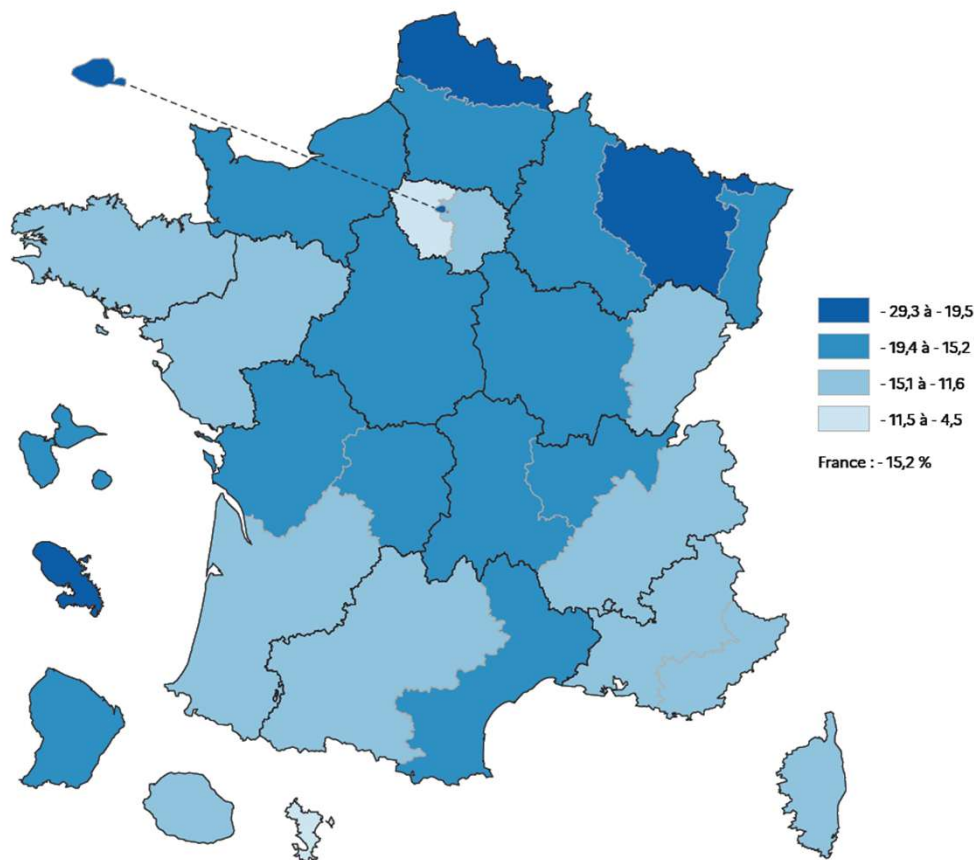 - 29,3 à - 19,5
- 19,4 à - 15,2
- 15,1 à - 11,6
- 11,5 à - 4,5
France : - 15,2 %